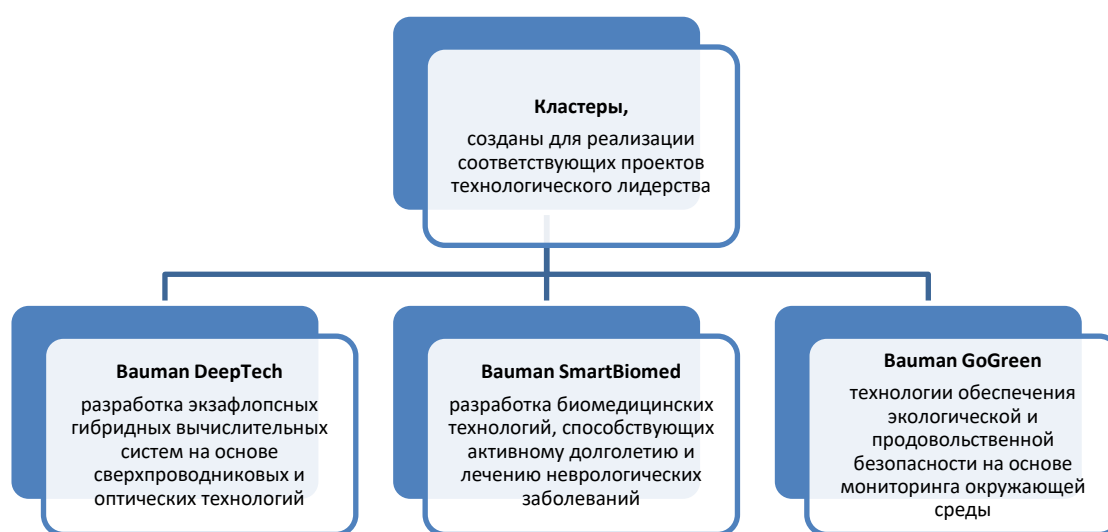 Кластеры,
созданы для реализации
соответствующих проектов
технологического лидерства
Bauman DeepTech
разработка экзафлопсных
гибридных вычислительных
систем на основе
сверхпроводниковых и
оптических технологий
Bauman SmartBiomed
разработка биомедицинских
технологий, способствующих
активному долголетию и
лечению неврологических
заболеваний
Bauman GoGreen
технологии обеспечения
экологической и
продовольственной
безопасности на основе
мониторинга окружающей
среды